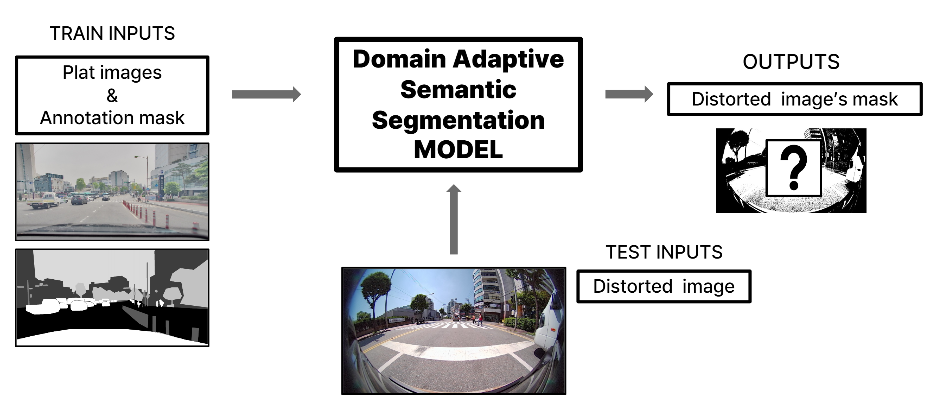 TRAIN INPUTS
Plat images
&
Annotation mask
Domain Adaptive
Semantic
Segmentation
MODEL
OUTPUTS
Distorted image's mask
?
TEST INPUTS
Distorted image